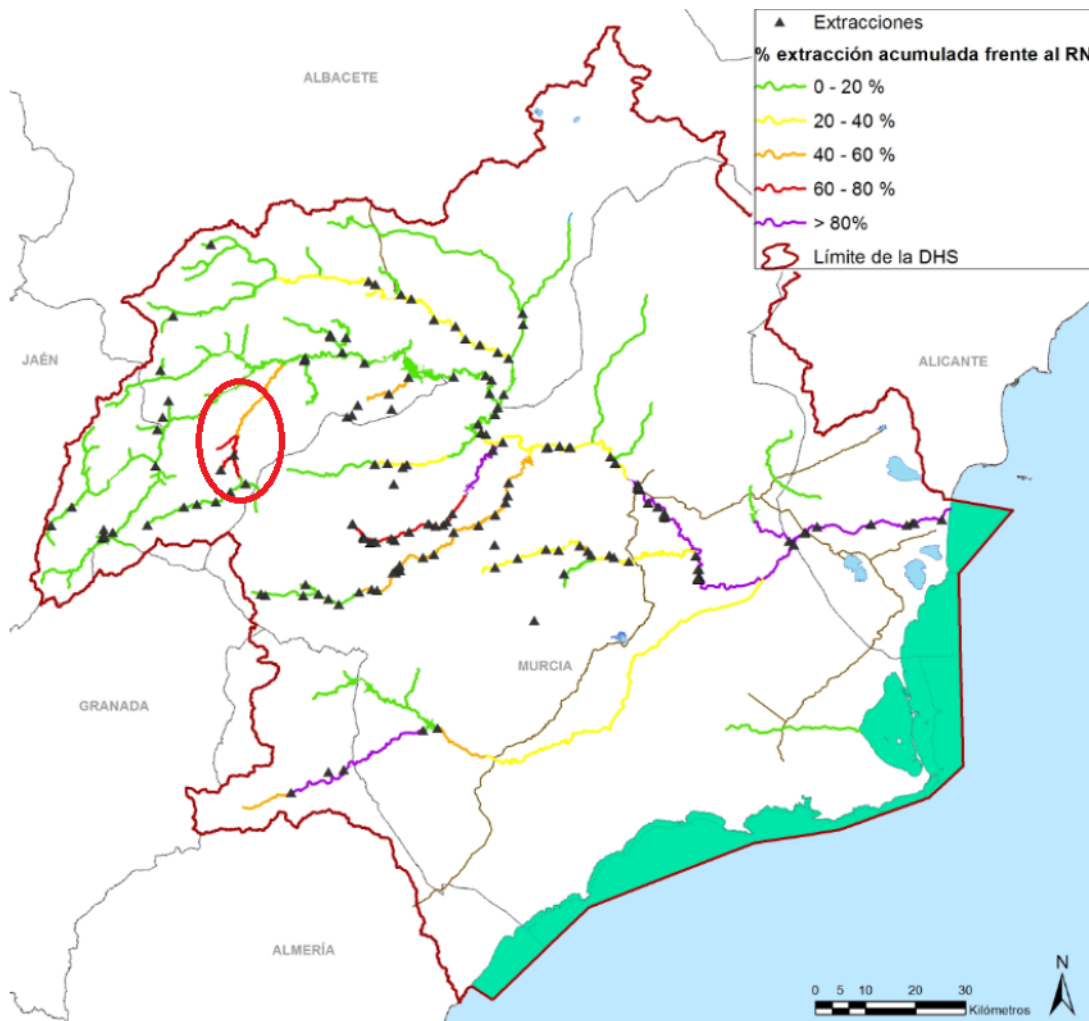 Extracciones
% extracción acumulada frente al RN
0 - 20 %
20 - 40 %
40 - 60 %
60 - 80 %
> 80%
Límite de la DHS
ALBACETE
JAÉN
ALICANTE
MURCIA
GRANADA
ALMERÍA
N
0 5 10 20 30
Kilómetros